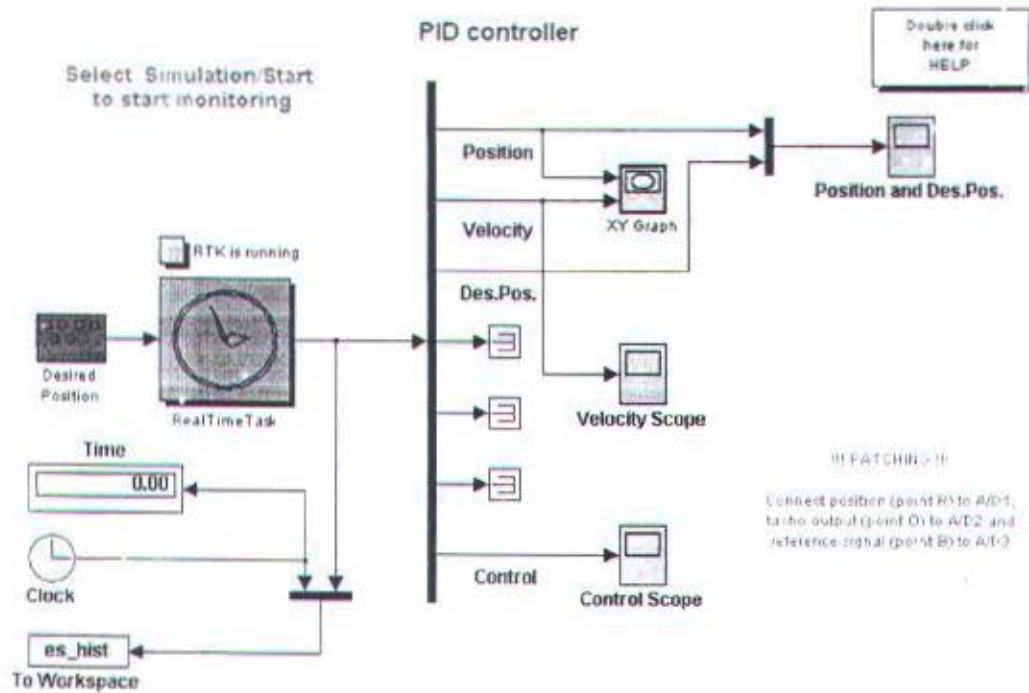 PID controller
Double click
here for
HELP
Select Simulation/Start
to start monitoring
Position
Position and Des.Pos.
XY Graph
Velocity
RTK is running
Des.Pos.
Desired
Position
RealTimeTask
Velocity Scope
Time
0.00
!!! PATCHING !!!
Connect position (point R) to A/D1,
tacho output (point O) to A/D2 and
reference signal (point B) to A/D3
Clock
Control
Control Scope
es_hist
To Workspace